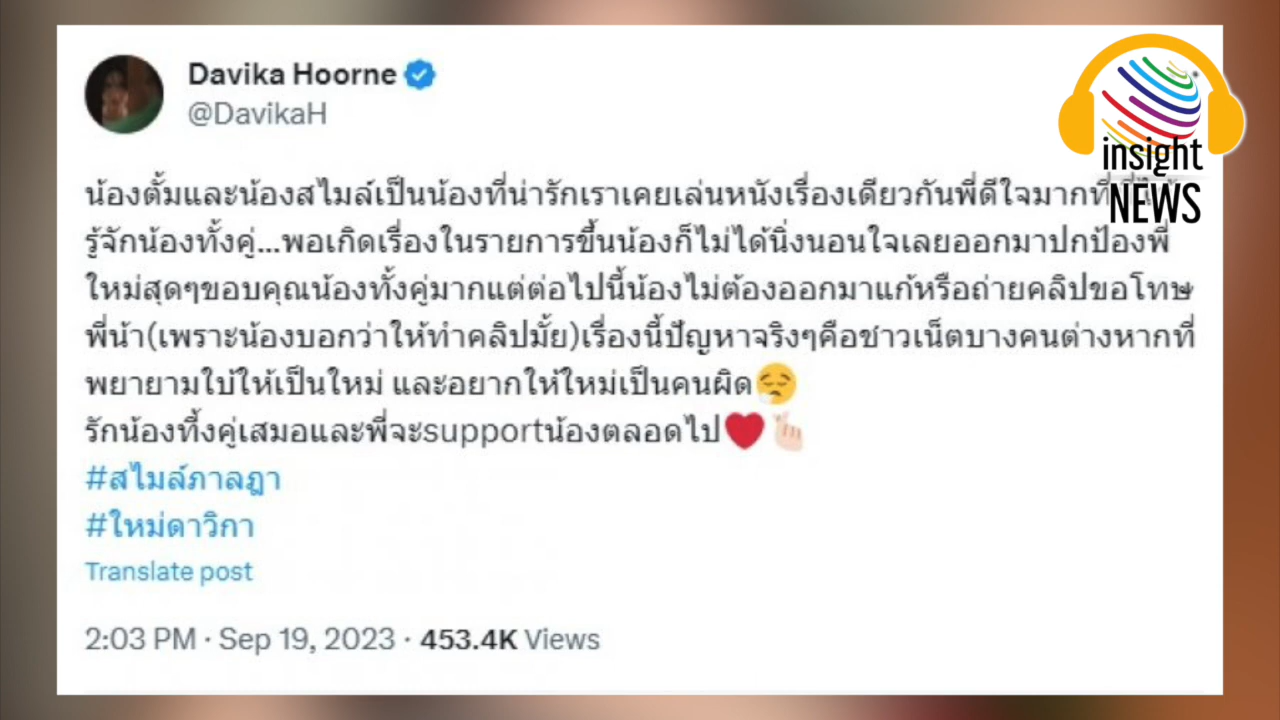 Davika Hoorne
@DavikaH
insight
NEWS
น้องตั้มและน้องสไมล์เป็นน้องที่น่ารักเราเคยเล่นหนังเรื่องเดียวกันพี่ดีใจมากที่
รู้จักน้องทั้งคู่...พอเกิดเรื่องในรายการขึ้นน้องก็ไม่ได้นิ่งนอนใจเลยออกมาปกป้องพี่
ใหม่สุดๆขอบคุณน้องทั้งคู่มากแต่ต่อไปนี้น้องไม่ต้องออกมาแก้หรือถ่ายคลิปขอโทษ
พี่น้า(เพราะน้องบอกว่าให้ทำคลิปมั้ย)เรื่องนี้ปัญหาจริงๆคือชาวเน็ตบางคนต่างหากที่
พยายามใบ้ให้เป็นใหม่ และอยากให้ใหม่เป็นคนผิด😮‍💨
รักน้องทึ้งคู่เสมอและพี่จะsupportน้องตลอดไป❤️🫰🏻
#สไมล์ภาลฎา
#ใหม่ดาวิกา
Translate post
2:03 PM · Sep 19, 2023 · 453.4K Views